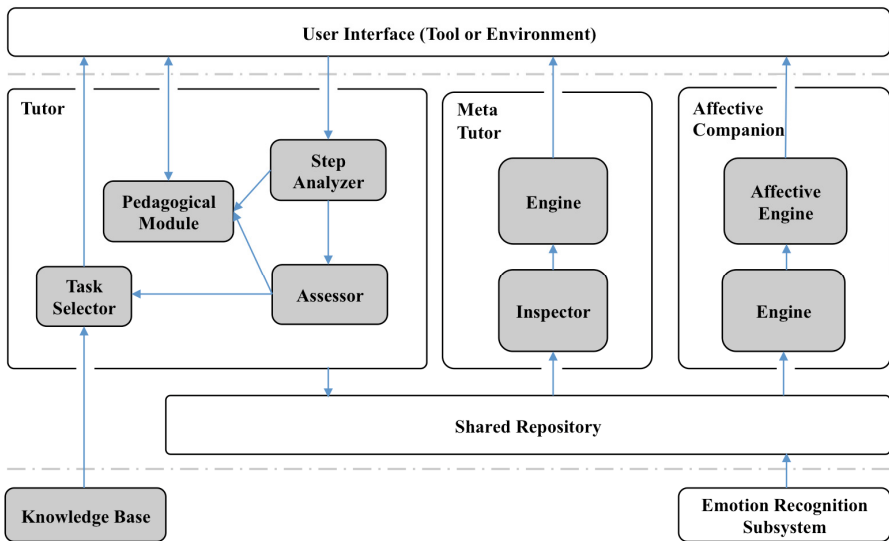 User Interface (Tool or Environment)
Tutor
Step
Analyzer
Pedagogical
Module
Task
Selector
Assessor
Meta
Tutor
Engine
Inspector
Affective
Companion
Affective
Engine
Engine
Shared Repository
Knowledge Base
Emotion Recognition
Subsystem